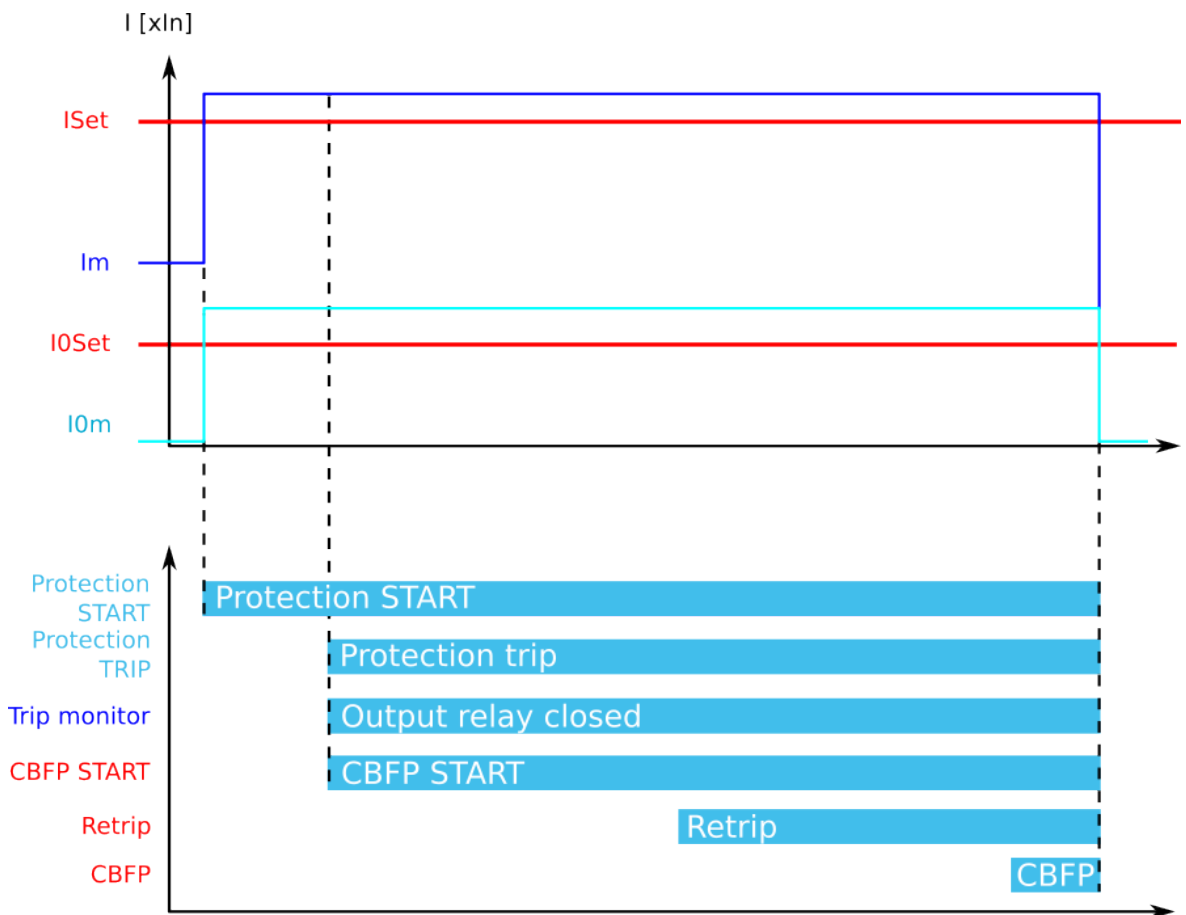 I [xIn]
ISet
Im
I0Set
I0m
Protection
START
Protection START
Protection
TRIP
Protection trip
Trip monitor
Output relay closed
CBFP START
CBFP START
Retrip
Retrip
CBFP
CBFP